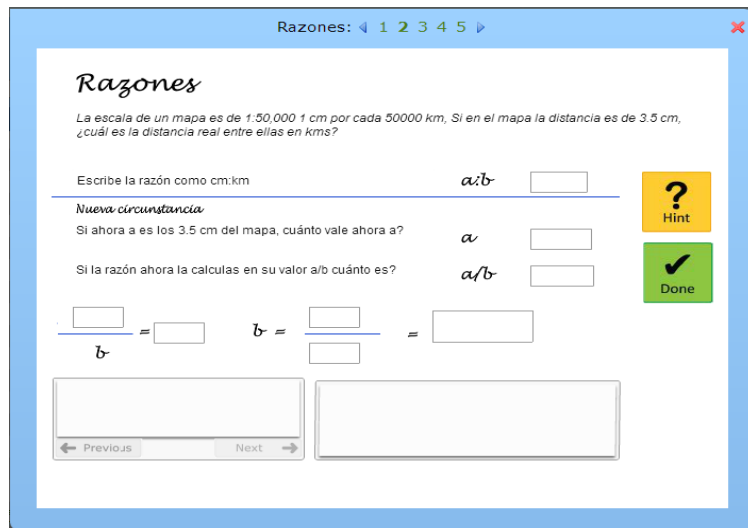 Razones: 1 2 3 4 5
Razones
La escala de un mapa es de 1:50,000 1 cm por cada 50000 km, Si en el mapa la distancia es de 3.5 cm,
¿cuál es la distancia real entre ellas en kms?
Escribe la razón como cm:km a:b
Nueva circunstancia
Si ahora a es los 3.5 cm del mapa, cuánto vale ahora a? a
Si la razón ahora la calculas en su valor a/b cuánto es? a/b
?
Hint
Done
= b = =
b
Previous Next